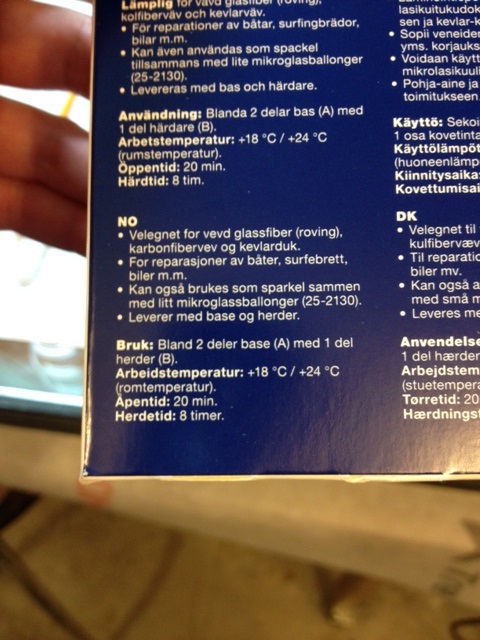 Lämplig för vävd glasfiber (roving),
kolfiberväv och kevlarväv.
• För reparationer av båtar, surfingbrädor,
bilar m.m.
• Kan även användas som spackel
tillsammans med lite mikroglasballonger
(25-2130).
• Levereras med bas och härdare.
Användning: Blanda 2 delar bas (A) med
1 del härdare (B).
Arbetstemperatur: +18 °C / +24 °C
(rumstemperatur).
Öppentid: 20 min.
Härdtid: 8 tim.
NO
• Velegnet for vevd glassfiber (roving),
karbonfibervev og kevlarduk.
• For reparasjoner av båter, surfebrett,
biler m.m.
• Kan også brukes som sparkel sammen
med litt mikroglassballonger (25-2130).
• Leverer med base og herder.
Bruk: Bland 2 deler base (A) med 1 del
herder (B).
Arbeidstemperatur: +18 °C / +24 °C
(romtemperatur).
Åpentid: 20 min.
Herdetid: 8 timer.
lasikuitukudok
sen ja kevlar-k
• Sopii veneiden
yms. korjauks
• Voidaan käytt
mikrolasikuuli
• Pohja-aine ja
toimitukseen
Käyttö: Sekoi
1 osa kovetinta
Käyttölämpöt
(huoneenlämp
Kiinnitysaika:
Kovettumisai
DK
• Velegnet til
kulfibervæv
• Til reparatio
biler mv.
• Kan også a
med små m
• Leveres me
Anvendelse
1 del hærder
Arbejdstem
(stuetempera
Tørretid: 20
Hærdningst